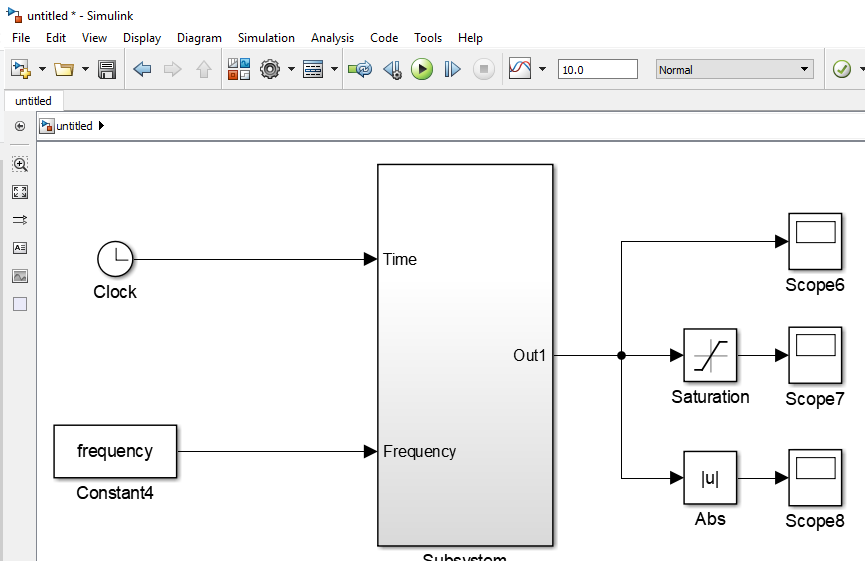 untitled * - Simulink
File Edit View Display Diagram Simulation Analysis Code Tools Help
10.0 Normal
untitled
untitled
Time
Clock
Scope6
Out1
Saturation
Scope7
frequency
Frequency
Constant4
|u|
Abs
Scope8
Subsystem